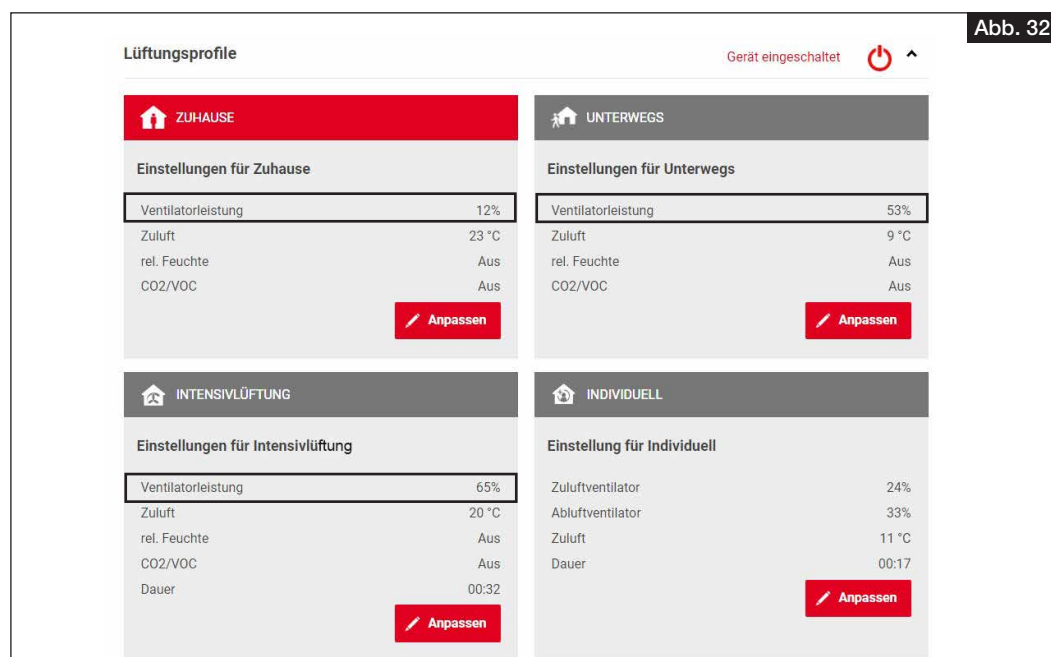 Abb. 32
Lüftungsprofile Gerät eingeschaltet
ZUHAUSE
Einstellungen für Zuhause
Ventilatorleistung 12%
Zuluft 23 °C
rel. Feuchte Aus
CO2/VOC Aus
Anpassen
UNTERWEGS
Einstellungen für Unterwegs
Ventilatorleistung 53%
Zuluft 9 °C
rel. Feuchte Aus
CO2/VOC Aus
Anpassen
INTENSIVLÜFTUNG
Einstellungen für Intensivlüftung
Ventilatorleistung 65%
Zuluft 20 °C
rel. Feuchte Aus
CO2/VOC Aus
Dauer 00:32
Anpassen
INDIVIDUELL
Einstellung für Individuell
Zuluftventilator 24%
Abluftventilator 33%
Zuluft 11 °C
Dauer 00:17
Anpassen